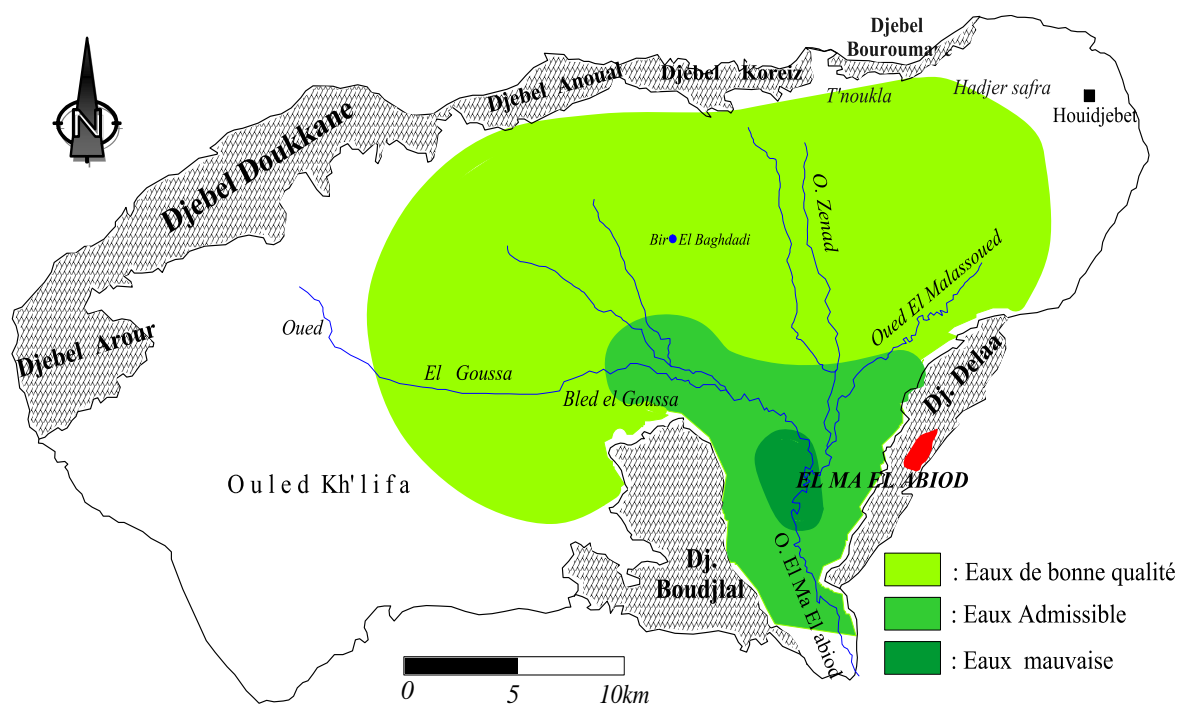 Djebel
Bourouma
Djebel Anoual
Djebel Koreiz
T'noukla
Hadjer safra
Houidjebet
N
Djebel Doukkane
O. Zenad
Bir El Baghdadi
Oued El Malassoued
Oued
Djebel Arour
El Goussa
Bled el Goussa
Dj. Delaa
Ouled Kh'lifa
EL MA EL ABIOD
Dj.
Boudjlal
O. El Ma El abiod
: Eaux de bonne qualité
: Eaux Admissible
: Eaux mauvaise
0 5 10km